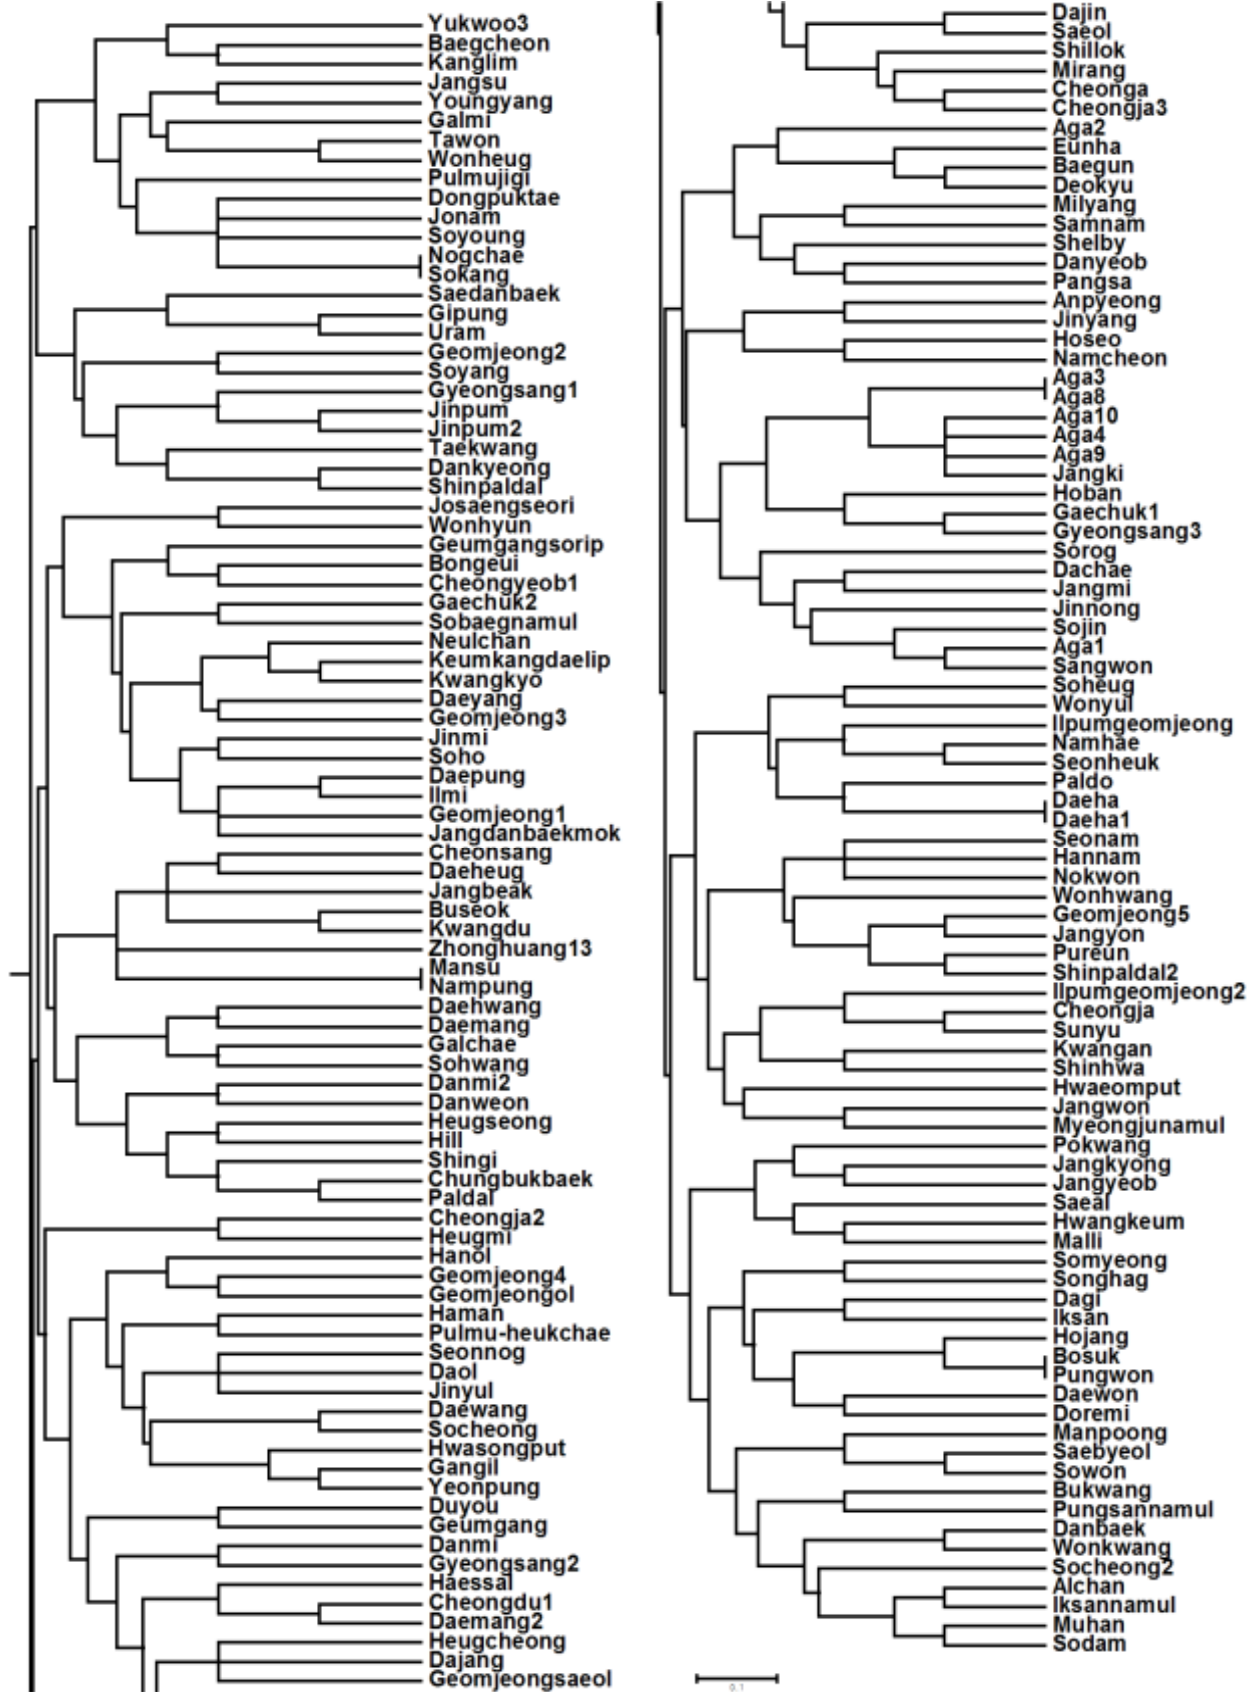 Yukwoo3
Baegcheon
Kanglim
Jangsu
Youngyang
Galmi
Tawon
Wonheug
Pulmujigi
Dongpuktae
Jonam
Soyoung
Nogchae
Sokang
Saedanbaek
Gipung
Uram
Geomjeong2
Soyang
Gyeongsang1
Jinpum
Jinpum2
Taekwang
Dankyeong
Shinpaldal
Josaengseori
Wonhyun
Geumgangsorip
Bongeui
Cheongyeob1
Gaechuk2
Sobaegnamul
Neulchan
Keumkangdaelip
Kwangkyo
Daeyang
Geomjeong3
Jinmi
Soho
Daepung
Ilmi
Geomjeong1
Jangdanbaekmok
Cheonsang
Daeheug
Jangbeak
Buseok
Kwangdu
Zhonghuang13
Mansu
Nampung
Daehwang
Daemang
Galchae
Sohwang
Danmi2
Danweon
Heugseong
Hill
Shingi
Chungbukbaek
Paldal
Cheongja2
Heugmi
Hanol
Geomjeong4
Geomjeongol
Haman
Pulmu-heukchae
Seonnog
Daol
Jinyul
Daewang
Socheong
Hwasongput
Gangil
Yeonpung
Duyou
Geumgang
Danmi
Gyeongsang2
Haessal
Cheongdu1
Daemang2
Heugcheong
Dajang
Geomjeongsaeol
Dajin
Saeol
Shillok
Mirang
Cheonga
Cheongja3
Aga2
Eunha
Baegun
Deokyu
Milyang
Samnam
Shelby
Danyeob
Pangsa
Anpyeong
Jinyang
Hoseo
Namcheon
Aga3
Aga8
Aga10
Aga4
Aga9
Jangki
Hoban
Gaechuk1
Gyeongsang3
Sorog
Dachae
Jangmi
Jinnong
Sojin
Aga1
Sangwon
Soheug
Wonyul
Ilpumgeomjeong
Namhae
Seonheuk
Paldo
Daeha
Daeha1
Seonam
Hannam
Nokwon
Wonhwang
Geomjeong5
Jangyon
Pureun
Shinpaldal2
Ilpumgeomjeong2
Cheongja
Sunyu
Kwangan
Shinhwa
Hwaeomput
Jangwon
Myeongjunamul
Pokwang
Jangkyong
Jangyeob
Saeal
Hwangkeum
Malli
Somyeong
Songhag
Dagi
Iksan
Hojang
Bosuk
Pungwon
Daewon
Doremi
Manpoong
Saebyeol
Sowon
Bukwang
Pungsannamul
Danbaek
Wonkwang
Socheong2
Alchan
Iksannamul
Muhan
Sodam
0.1